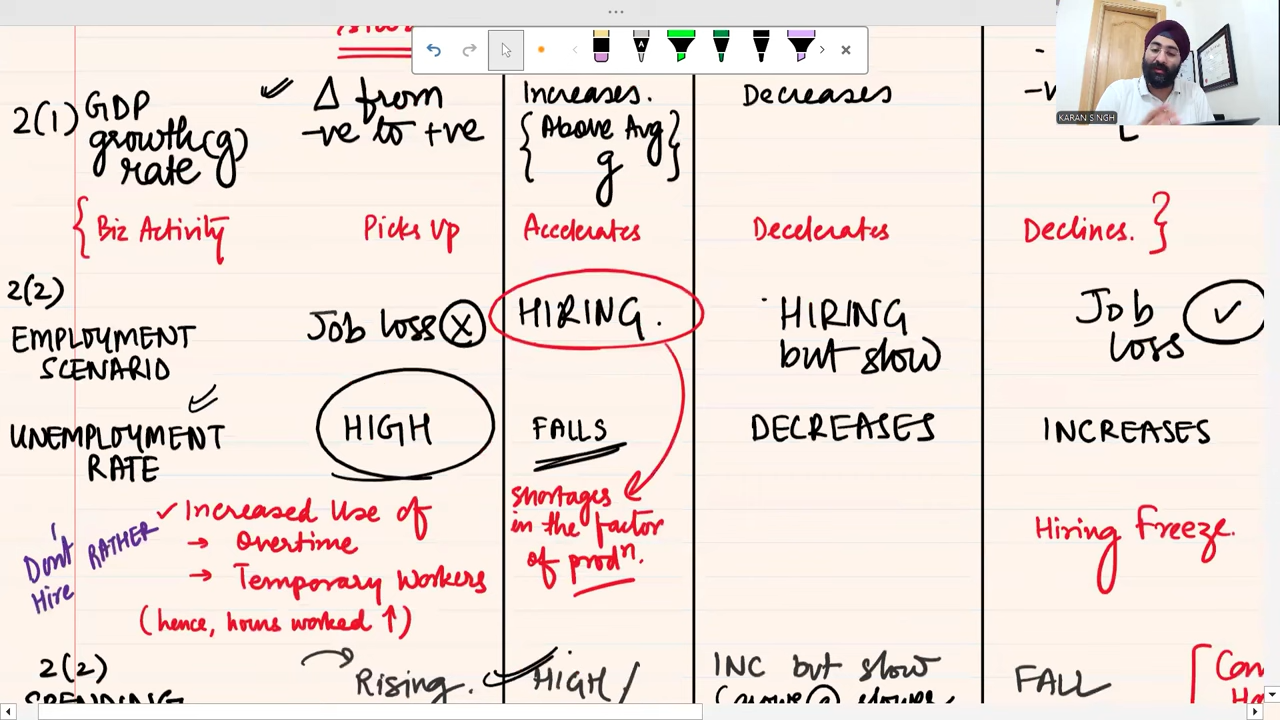 KARAN SINGH
2(1) GDP growth(g) rate
Δ from
-ve to +ve
Increases.
{Above Avg}
g
Decreases
{ Biz Activity
Picks Up
Accelerates
Decelerates
Declines. }
2(2)
EMPLOYMENT
SCENARIO
Job loss X
HIRING.
HIRING
but slow
Job
loss ✓
UNEMPLOYMENT
RATE
HIGH
FALLS
DECREASES
INCREASES
Don't
Hire
RATHER
✓ Increased Use of
→ Overtime
→ Temporary Workers
(hence, hours worked ↑)
shortages
in the factor
of prodⁿ.
Hiring Freeze.
2(2)
SPENDING
Rising.
HIGH /
INC but slow
FALL